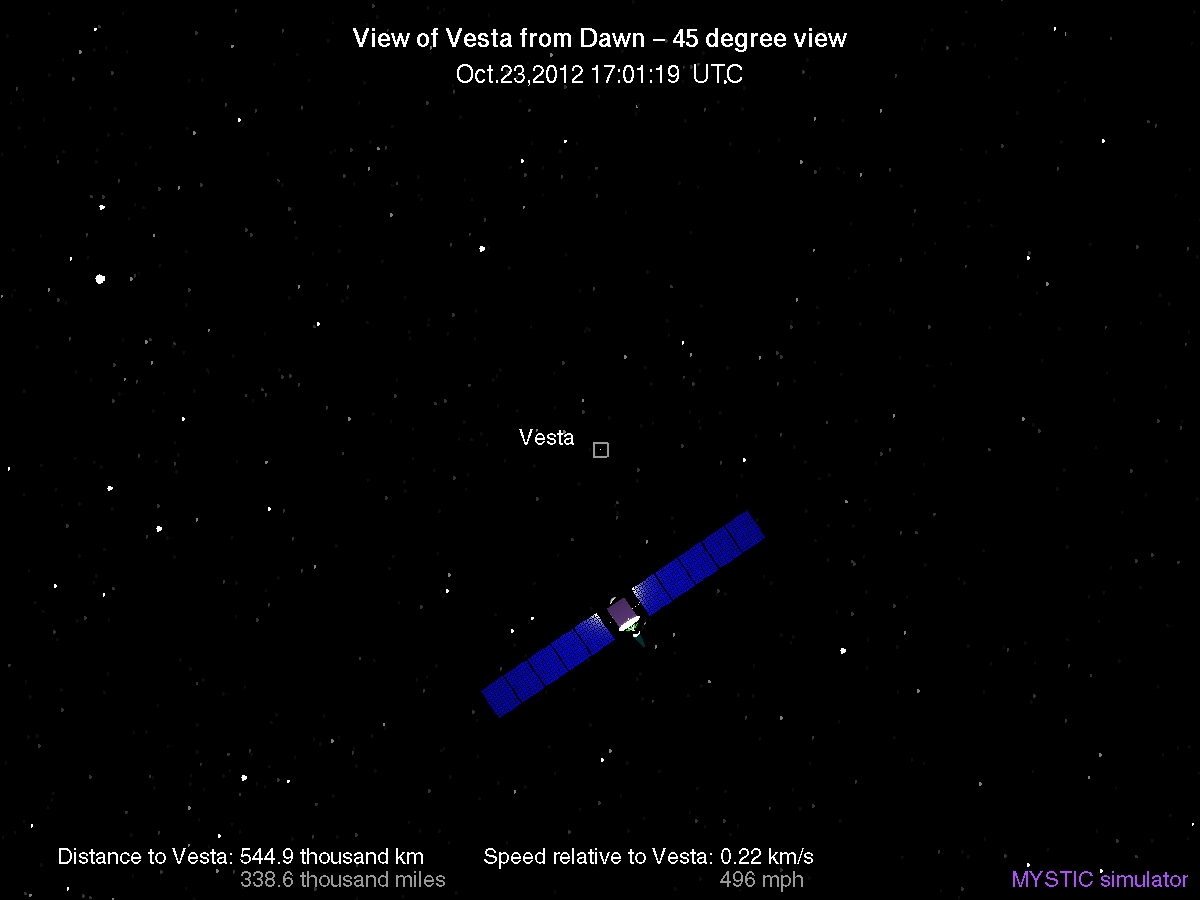 View of Vesta from Dawn – 45 degree view
Oct.23,2012 17:01:19 UTC
Vesta
Distance to Vesta: 544.9 thousand km
338.6 thousand miles
Speed relative to Vesta: 0.22 km/s
496 mph
MYSTIC simulator